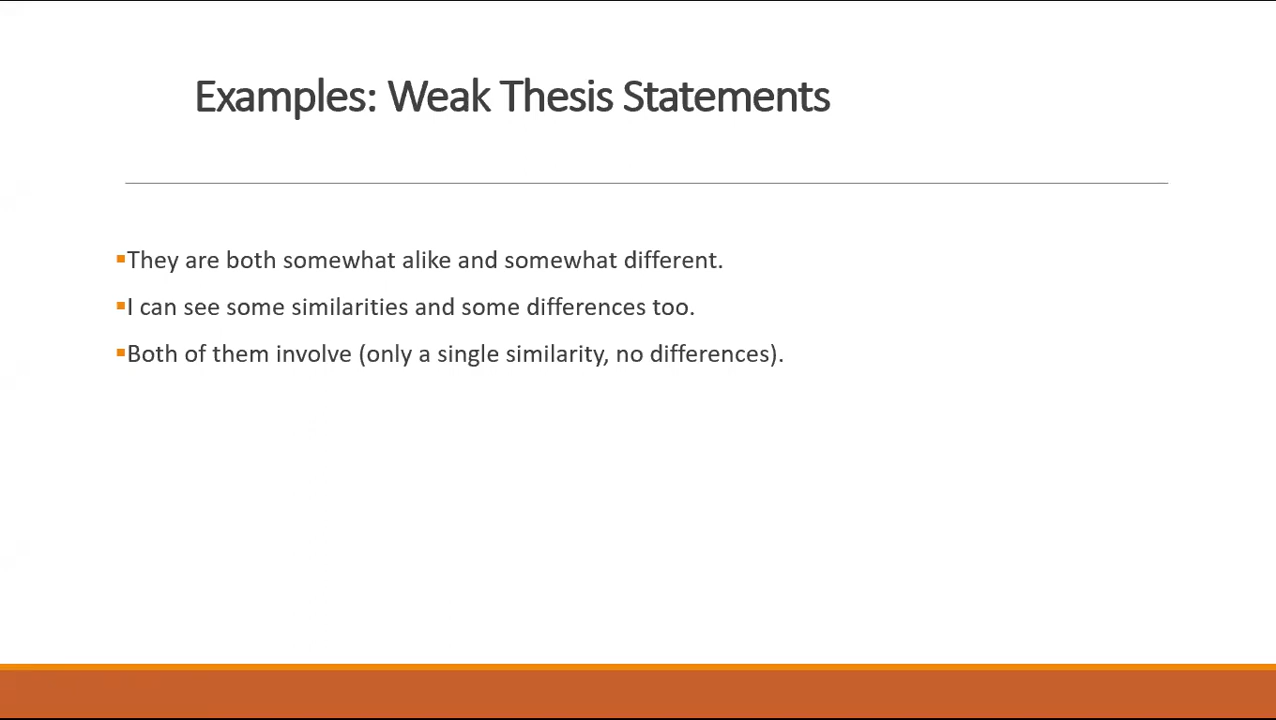 Examples: Weak Thesis Statements
▪They are both somewhat alike and somewhat different.
▪I can see some similarities and some differences too.
▪Both of them involve (only a single similarity, no differences).